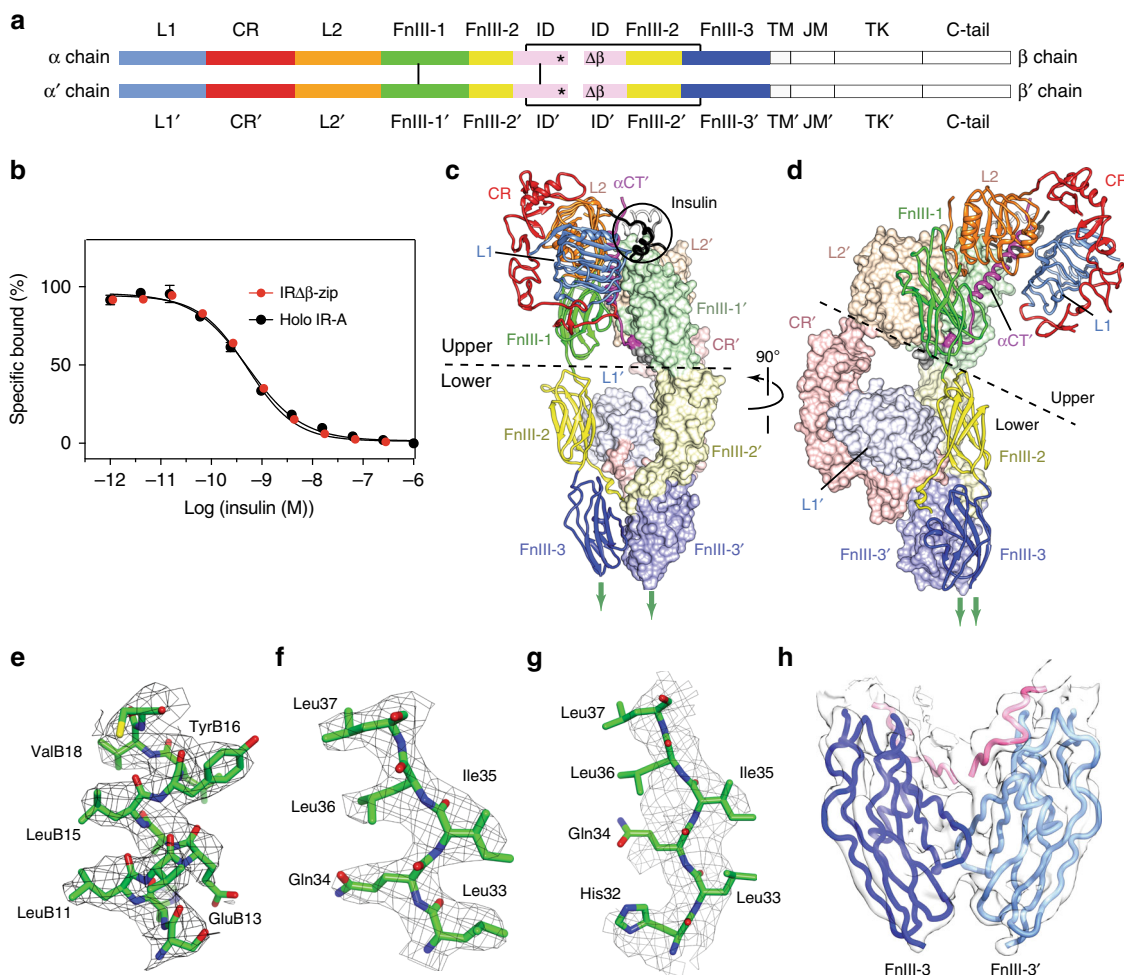 a
L1 CR L2 FnIII-1 FnIII-2 ID ID FnIII-2 FnIII-3 TM JM TK C-tail
α chain * Δβ β chain
α′ chain * Δβ β′ chain
L1′ CR′ L2′ FnIII-1′ FnIII-2′ ID′ ID′ FnIII-2′ FnIII-3′ TM′ JM′ TK′ C-tail
b
Specific bound (%)
100
50
0
IRΔβ-zip
Holo IR-A
−12 −11 −10 −9 −8 −7 −6
Log (insulin (M))
c
CR
L2
αCT′
Insulin
L1
L2′
FnIII-1
FnIII-1′
CR′
Upper
Lower
L1′
FnIII-2
FnIII-2′
FnIII-3
FnIII-3′
90°
d
L2
CR
FnIII-1
L2′
L1
CR′
αCT′
Upper
Lower
FnIII-2
L1′
FnIII-3′
FnIII-3
e
TyrB16
ValB18
LeuB15
LeuB11
GluB13
f
Leu37
Ile35
Leu36
Gln34
Leu33
g
Leu37
Leu36
Ile35
Gln34
His32
Leu33
h
FnIII-3 FnIII-3′